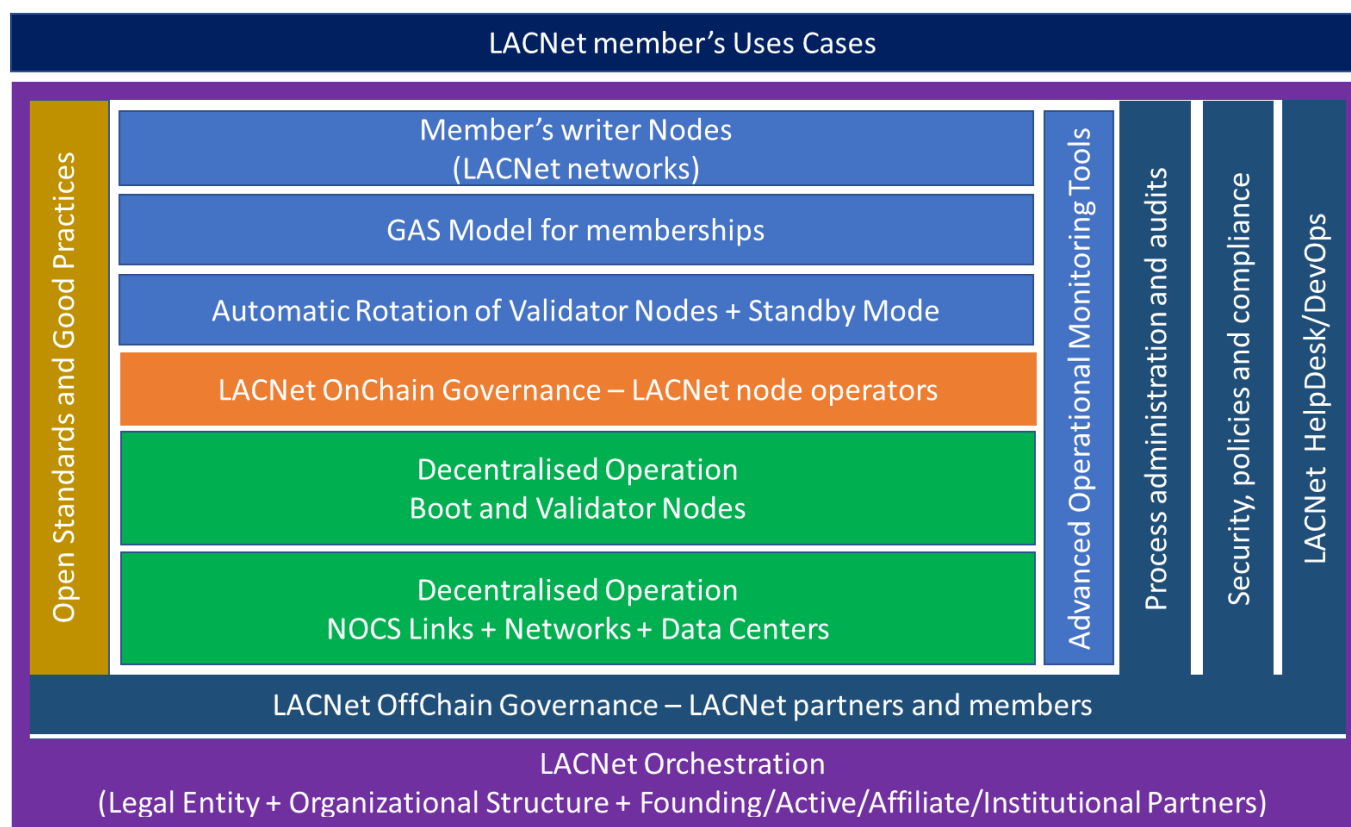 LACNet member's Uses Cases
Open Standards and Good Practices
Member's writer Nodes
(LACNet networks)
GAS Model for memberships
Automatic Rotation of Validator Nodes + Standby Mode
LACNet OnChain Governance – LACNet node operators
Decentralised Operation
Boot and Validator Nodes
Decentralised Operation
NOCS Links + Networks + Data Centers
Advanced Operational Monitoring Tools
Process administration and audits
Security, policies and compliance
LACNet HelpDesk/DevOps
LACNet OffChain Governance – LACNet partners and members
LACNet Orchestration
(Legal Entity + Organizational Structure + Founding/Active/Affiliate/Institutional Partners)